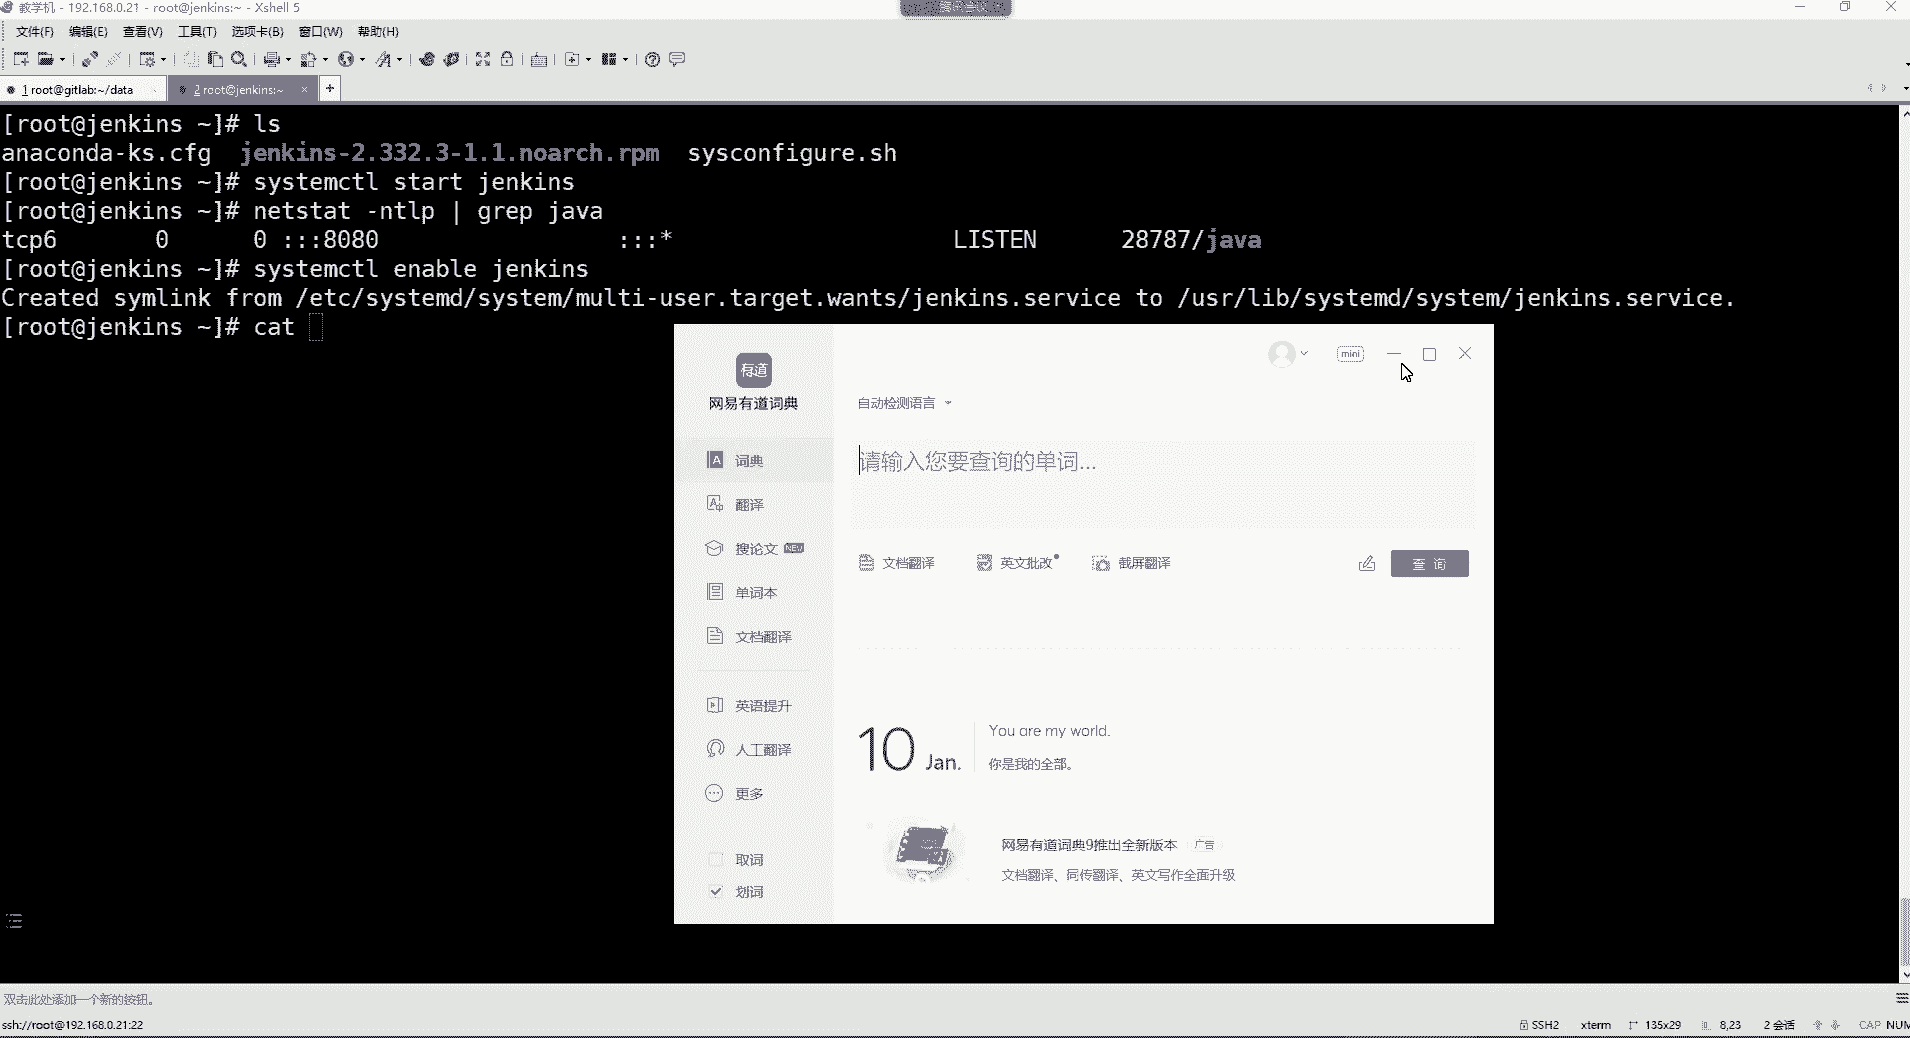 教学机 - 192.168.0.21 - root@jenkins:~ - Xshell 5
文件(F) 编辑(E) 查看(V) 工具(T) 选项卡(B) 窗口(W) 帮助(H)
1 root@gitlab:~/data
2 root@jenkins:~
[root@jenkins ~]# ls
anaconda-ks.cfg jenkins-2.332.3-1.1.noarch.rpm sysconfigure.sh
[root@jenkins ~]# systemctl start jenkins
[root@jenkins ~]# netstat -ntlp | grep java
tcp6 0 0 :::8080 :::* LISTEN 28787/java
[root@jenkins ~]# systemctl enable jenkins
Created symlink from /etc/systemd/system/multi-user.target.wants/jenkins.service to /usr/lib/systemd/system/jenkins.service.
[root@jenkins ~]# cat
有道
网易有道词典
词典
翻译
搜论文 NEW
单词本
文档翻译
英语提升
人工翻译
更多
取词
划词
mini
自动检测语言
请输入您要查询的单词...
文档翻译 英文批改 截屏翻译
查 询
10 Jan.
You are my world.
你是我的全部。
网易有道词典9推出全新版本 广告
文档翻译、同传翻译、英文写作全面升级
双击此处添加一个新的按钮。
ssh://root@192.168.0.21:22
SSH2 xterm 135x29 8,23 2 会话 CAP NUM